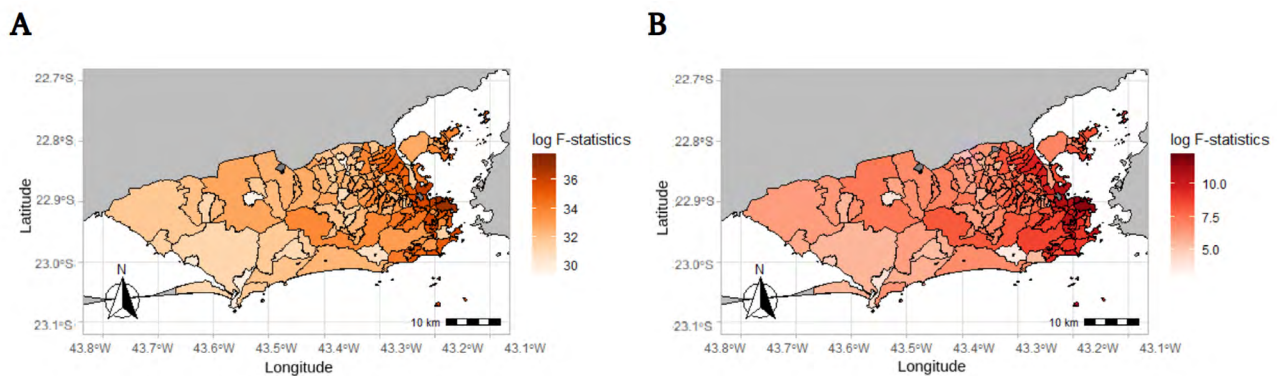 A
22.7°S
22.8°S
22.9°S
23.0°S
23.1°S
Latitude
43.8°W 43.7°W 43.6°W 43.5°W 43.4°W 43.3°W 43.2°W 43.1°W
Longitude
N
10 km
log F-statistics
36
34
32
30
B
22.7°S
22.8°S
22.9°S
23.0°S
23.1°S
Latitude
43.8°W 43.7°W 43.6°W 43.5°W 43.4°W 43.3°W 43.2°W 43.1°W
Longitude
N
10 km
log F-statistics
10.0
7.5
5.0